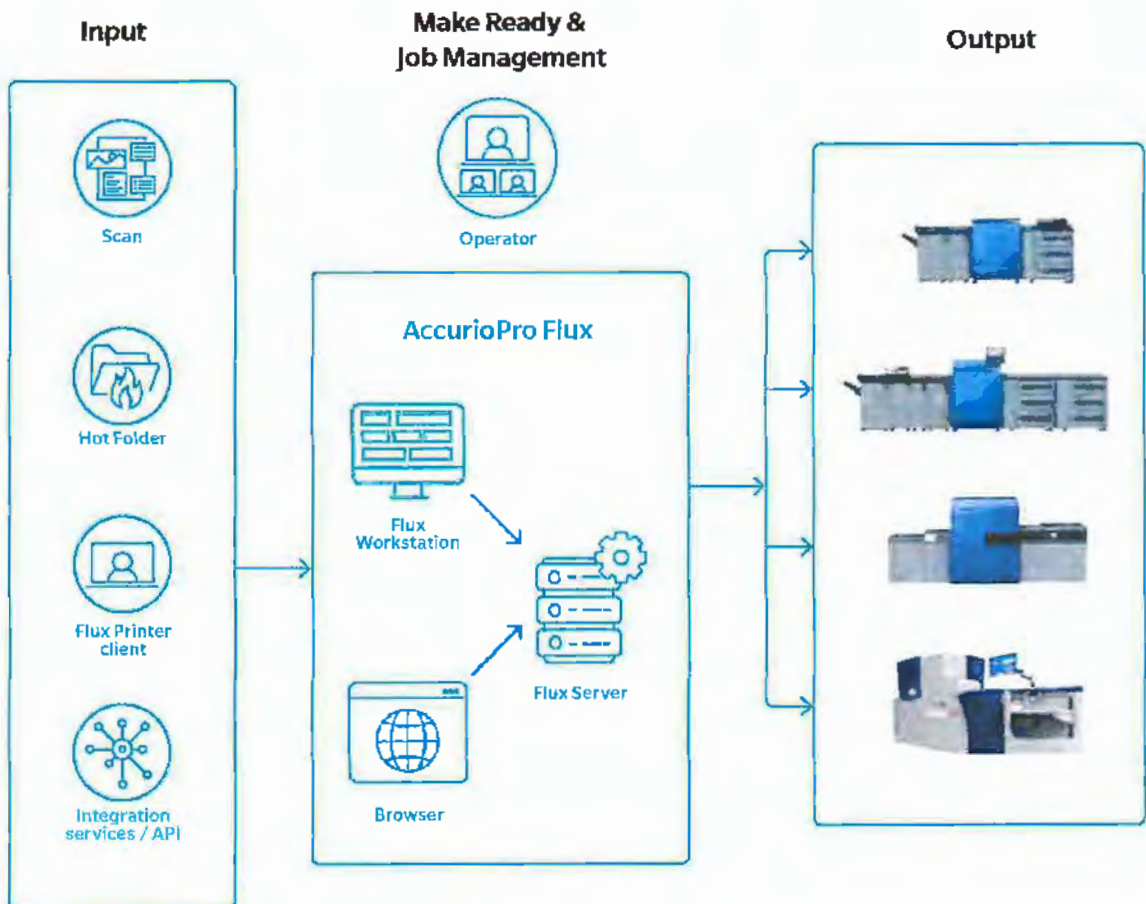 Input
Make Ready &
Job Management
Output
Scan
Hot Folder
Flux Printer
client
Integration
services / API
Operator
AccurioPro Flux
Flux
Workstation
Flux Server
Browser